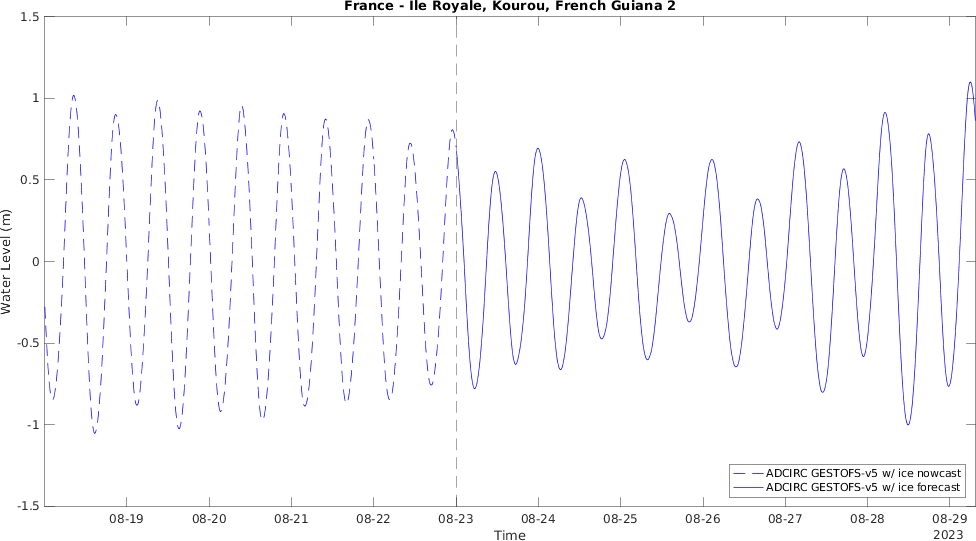 France - Ile Royale, Kourou, French Guiana 2
1.5
1
0.5
0
-0.5
-1
-1.5
Water Level (m)
ADCIRC GESTOFS-v5 w/ ice nowcast
ADCIRC GESTOFS-v5 w/ ice forecast
08-19 08-20 08-21 08-22 08-23 08-24 08-25 08-26 08-27 08-28 08-29
Time 2023